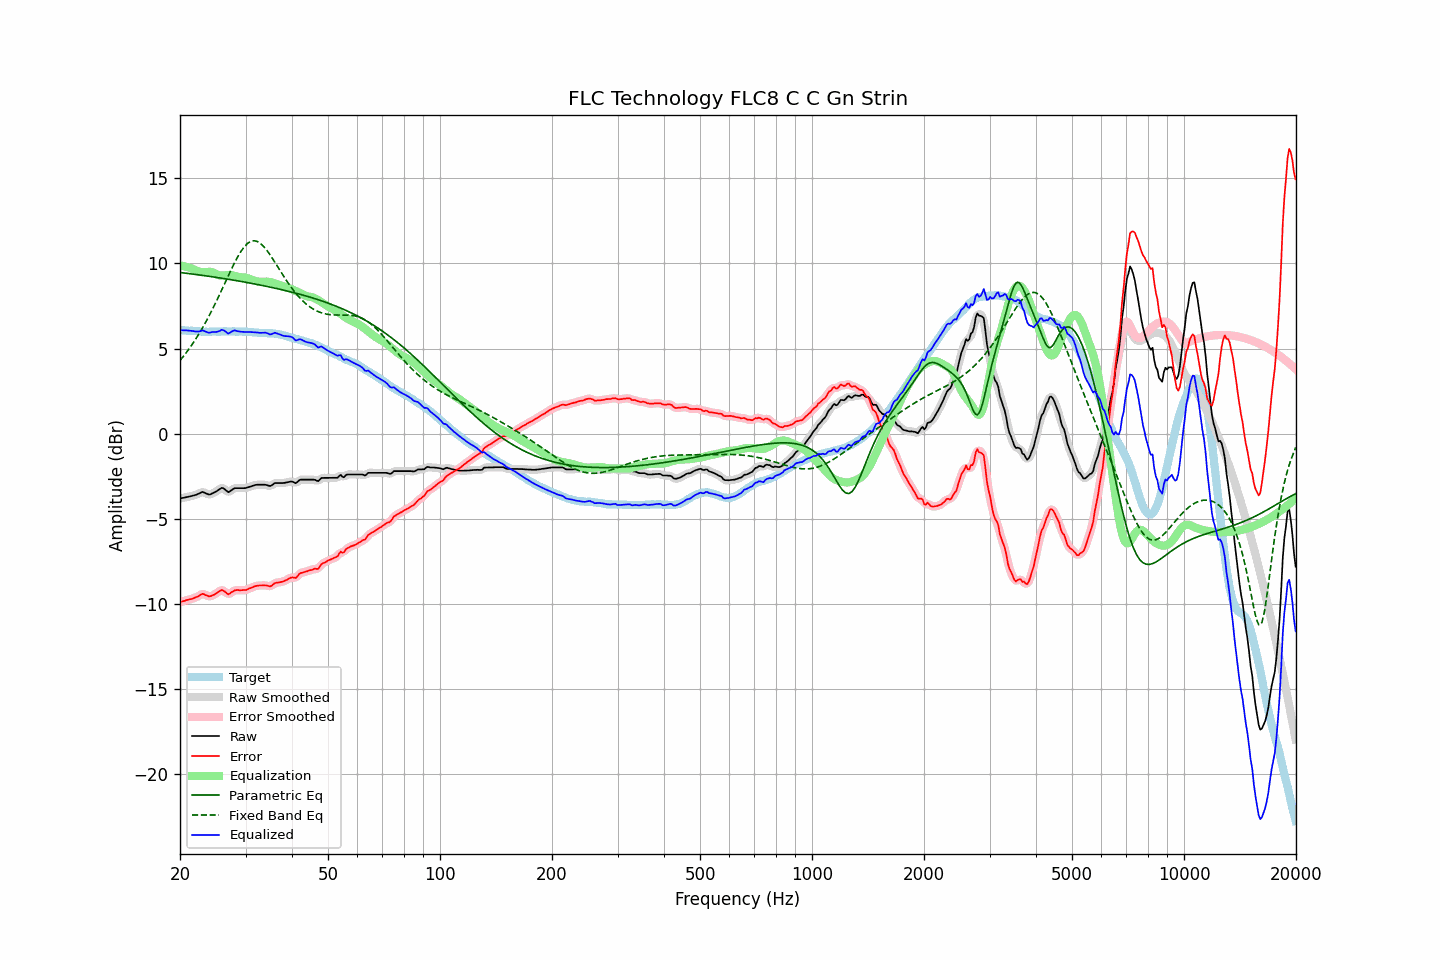 FLC Technology FLC8 C C Gn Strin
15
10
5
0
−5
−10
−15
−20
Amplitude (dBr)
Target
Raw Smoothed
Error Smoothed
Raw
Error
Equalization
Parametric Eq
Fixed Band Eq
Equalized
20
50
100
200
500
1000
2000
5000
10000
20000
Frequency (Hz)